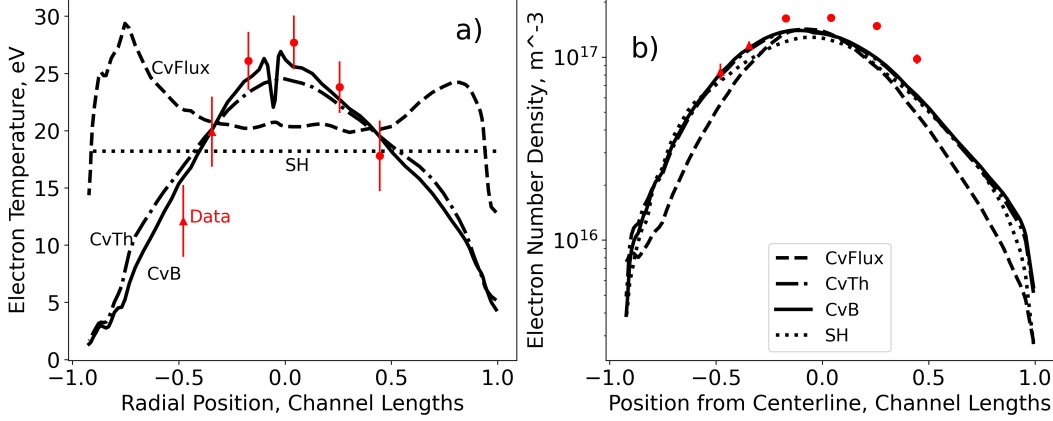 Electron Temperature, eV
30
25
20
15
10
5
0
a)
CvFlux
SH
Data
CvTh
CvB
−1.0
−0.5
0.0
0.5
1.0
Radial Position, Channel Lengths
Electron Number Density, m^-3
10^17
10^16
b)
CvFlux
CvTh
CvB
SH
−1.0
−0.5
0.0
0.5
1.0
Position from Centerline, Channel Lengths